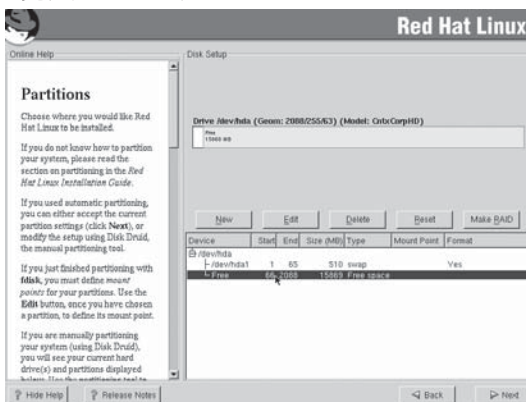 Red Hat Linux
Online Help
Disk Setup
Partitions
Choose where you would like Red
Hat Linux to be installed.
If you do not know how to partition
your system, please read the
section on partitioning in the Red
Hat Linux Installation Guide.
If you used automatic partitioning,
you can either accept the current
partition settings (click Next), or
modify the setup using Disk Druid,
the manual partitioning tool.
If you just finished partitioning with
fdisk, you must define mount
points for your partitions. Use the
Edit button, once you have chosen
a partition, to define its mount point.
If you are manually partitioning
your system (using Disk Druid),
you will see your current hard
drive(s) and partitions displayed
below. Use the partitioning tool to
Drive /dev/hda (Geom: 2088/255/63) (Model: CntxCorpHD)
Free
15869 MB
New Edit Delete Reset Make RAID
Device Start End Size (MB) Type Mount Point Format
/dev/hda
/dev/hda1 1 65 510 swap Yes
Free 66 2088 15869 Free space
Hide Help Release Notes Back Next